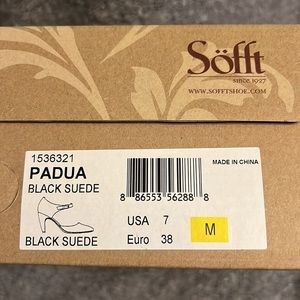 Söfft
since 1927
WWW.SOFFTSHOE.COM
1536321
PADUA
BLACK SUEDE
MADE IN CHINA
8 86553 56288 8
USA 7
Euro 38
M
BLACK SUEDE